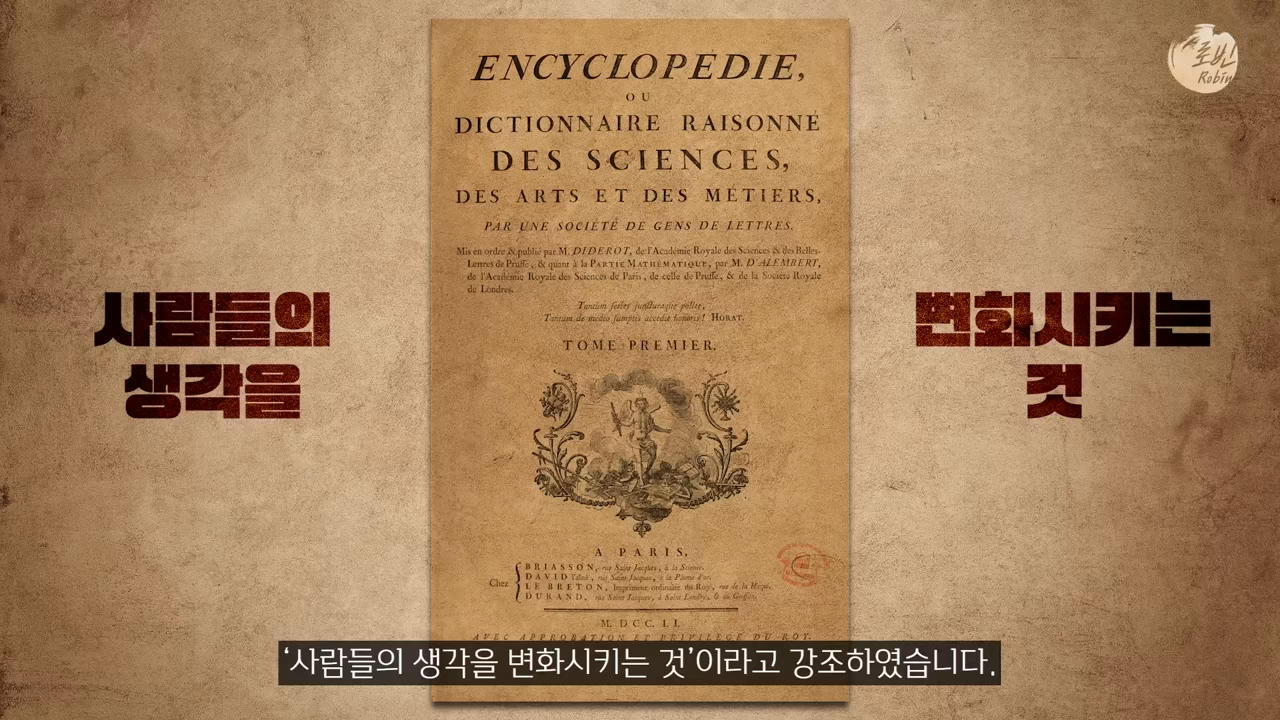 로빈
Robin
ENCYCLOPEDIE,
OU
DICTIONNAIRE RAISONNÉ
DES SCIENCES,
DES ARTS ET DES MÉTIERS,
PAR UNE SOCIÉTÉ DE GENS DE LETTRES.
Mis en ordre & publié par M. DIDEROT, de l'Académie Royale des Sciences & des Belles-
Lettres de Prusse, & quant à la PARTIE MATHÉMATIQUE, par M. D'ALEMBERT,
de l'Académie Royale des Sciences de Paris, de celle de Prusse, & de la Société Royale
de Londres.
Tantùm series juncturaque pollet,
Tantùm de medio sumptis accedit honoris! HORAT.
TOME PREMIER.
사람들의
생각을
변화시키는
것
A PARIS,
Chez
BRIASSON, rue Saint Jacques, à la Science.
DAVID l'aîné, rue Saint Jacques, à la Plume d'or.
LE BRETON, Imprimeur ordinaire du Roy, rue de la Harpe.
DURAND, rue Saint Jacques, à Saint Landry, & au Griffon.
M. DCC. LI.
AVEC APPROBATION ET PRIVILEGE DU ROY.
‘사람들의 생각을 변화시키는 것’이라고 강조하였습니다.